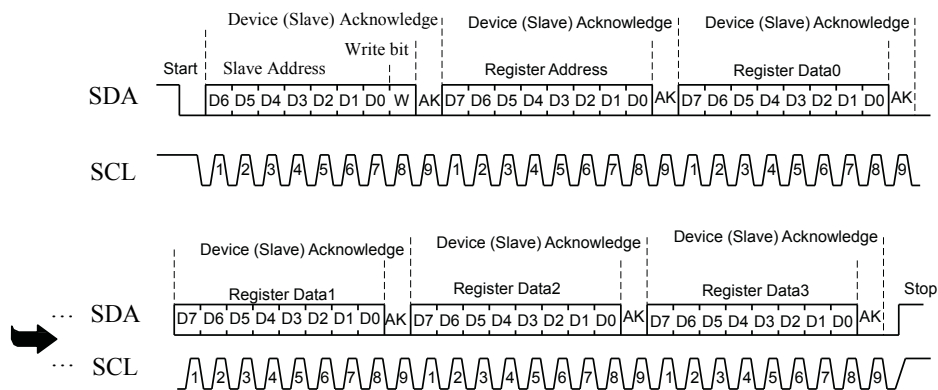 Device (Slave) Acknowledge Device (Slave) Acknowledge Device (Slave) Acknowledge
Write bit
Start Slave Address Register Address Register Data0
SDA D6 D5 D4 D3 D2 D1 D0 W AK D7 D6 D5 D4 D3 D2 D1 D0 AK D7 D6 D5 D4 D3 D2 D1 D0 AK
SCL 1 2 3 4 5 6 7 8 9 1 2 3 4 5 6 7 8 9 1 2 3 4 5 6 7 8 9
Device (Slave) Acknowledge Device (Slave) Acknowledge Device (Slave) Acknowledge
Register Data1 Register Data2 Register Data3 Stop
... SDA D7 D6 D5 D4 D3 D2 D1 D0 AK D7 D6 D5 D4 D3 D2 D1 D0 AK D7 D6 D5 D4 D3 D2 D1 D0 AK
... SCL 1 2 3 4 5 6 7 8 9 1 2 3 4 5 6 7 8 9 1 2 3 4 5 6 7 8 9